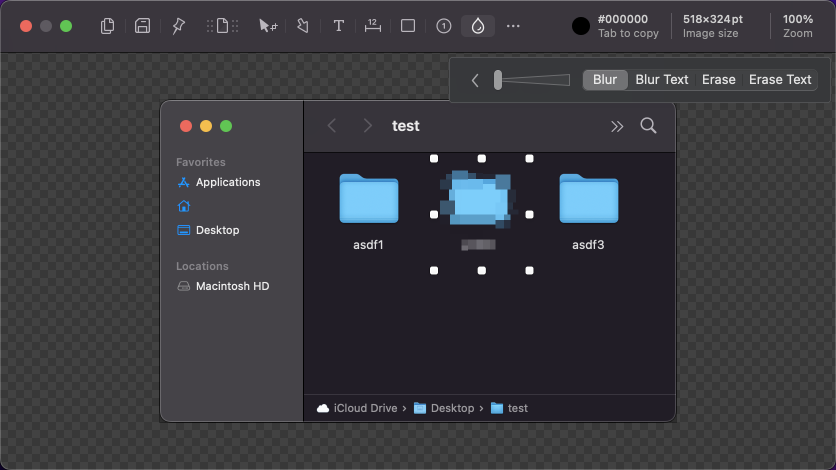 12
1
#000000
Tab to copy
518×324pt
Image size
100%
Zoom
Blur
Blur Text
Erase
Erase Text
test
Favorites
Applications
Desktop
Locations
Macintosh HD
asdf1
asdf3
iCloud Drive › Desktop › test